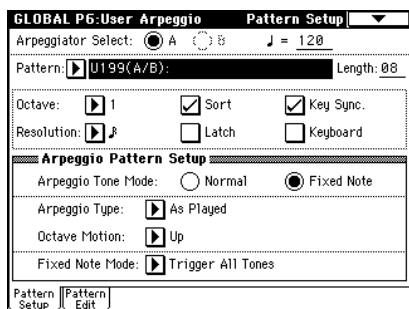 GLOBAL P6:User Arpeggio Pattern Setup
Arpeggiator Select: A B ♩ = 120
Pattern: U199(A/B): Length: 08
Octave: 1 Sort Key Sync.
Resolution: ♪ Latch Keyboard
Arpeggio Pattern Setup
Arpeggio Tone Mode: Normal Fixed Note
Arpeggio Type: As Played
Octave Motion: Up
Fixed Note Mode: Trigger All Tones
Pattern Setup Pattern Edit